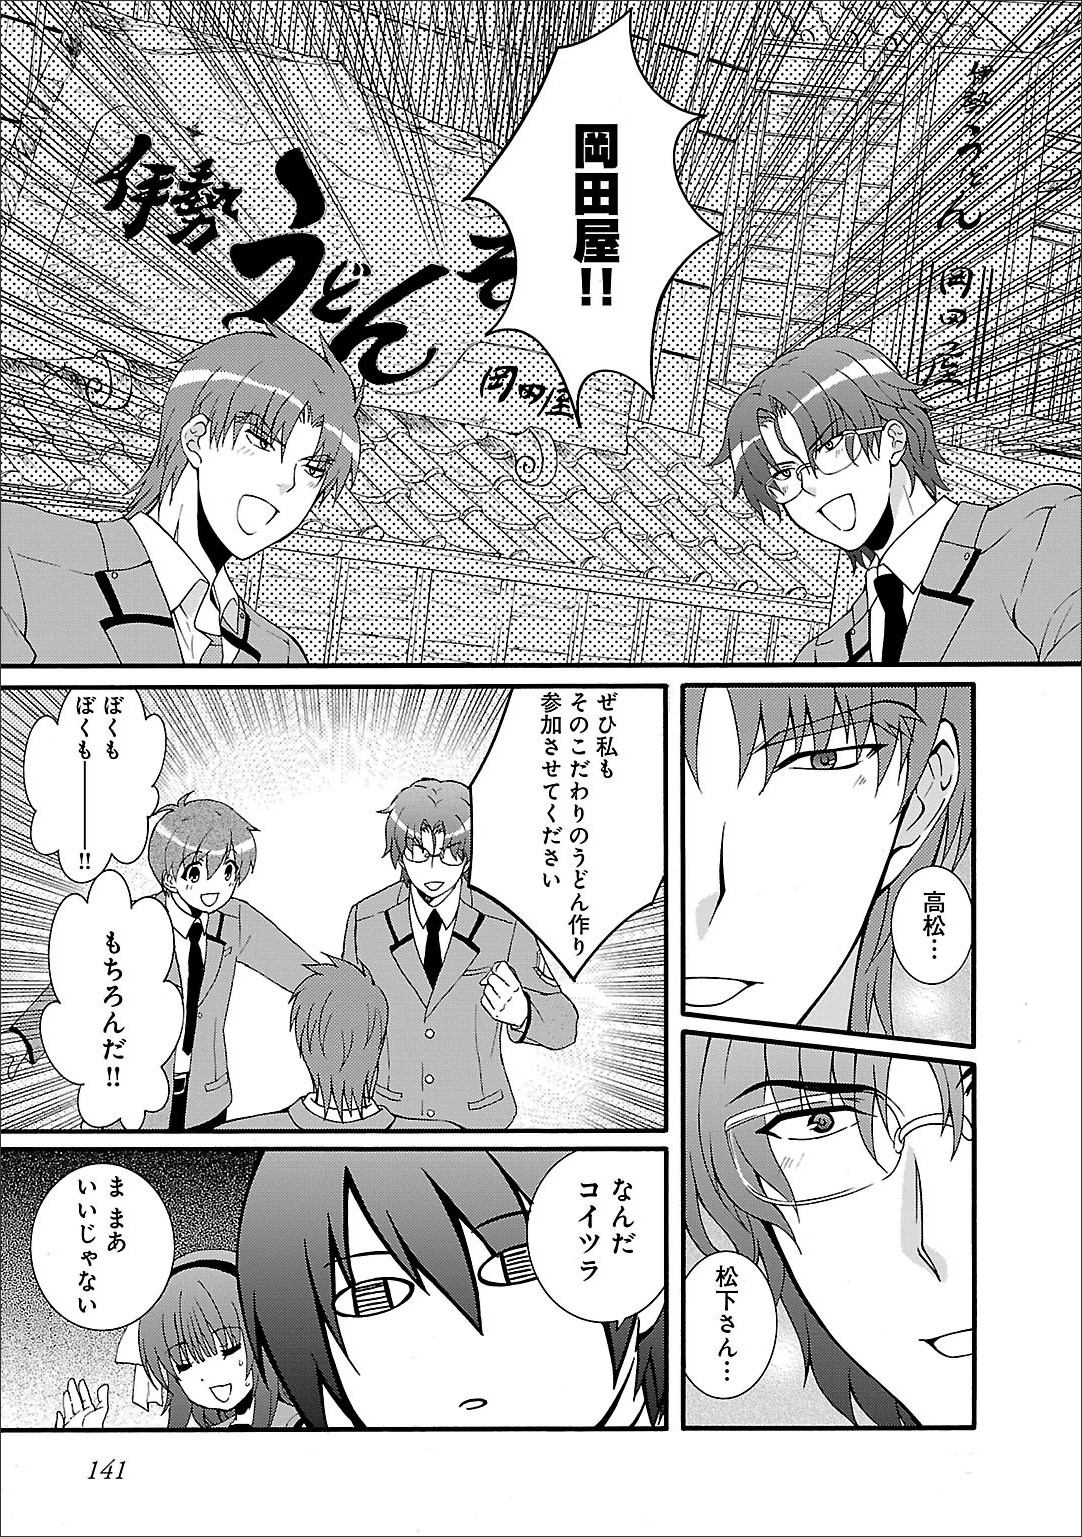 岡田屋!!
伊勢うどん
岡田屋
伊勢うどん
そ
岡田屋
高松…
松下さん…
ぜひ私も
そのこだわりのうどん作り
参加させてください
ぼくも
ぼくも――!!
もちろんだ!!
なんだ
コイツラ
ま まあ
いいじゃない
141